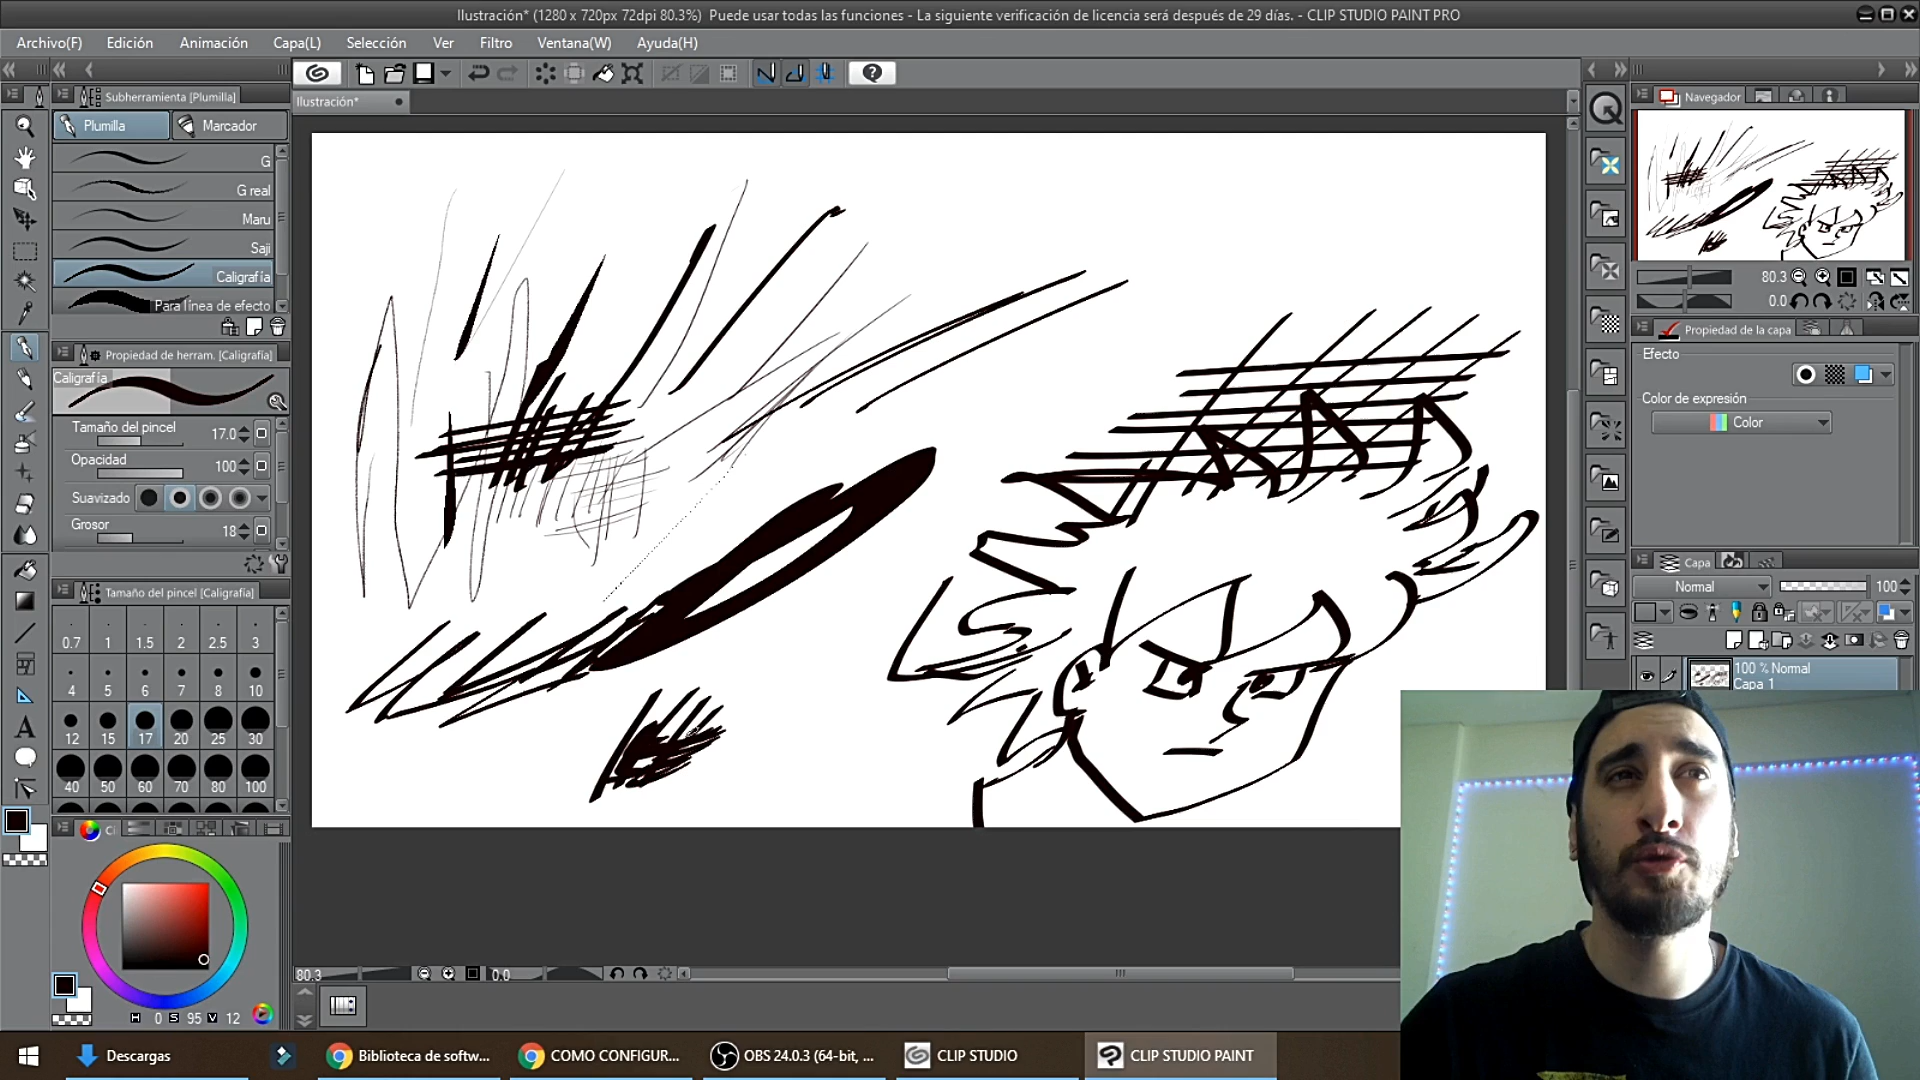 Ilustración* (1280 x 720px 72dpi 80.3%)  Puede usar todas las funciones - La siguiente verificación de licencia será después de 29 días. - CLIP STUDIO PAINT PRO
Archivo(F) Edición Animación Capa(L) Selección Ver Filtro Ventana(W) Ayuda(H)
Subherramienta [Plumilla]
Plumilla Marcador
G
G real
Maru
Saji
Caligrafía
Para línea de efecto
Propiedad de herram. [Caligrafía]
Caligrafía
Tamaño del pincel 17.0
Opacidad 100
Suavizado
Grosor 18
Tamaño del pincel [Caligrafía]
0.7 1 1.5 2 2.5 3
4 5 6 7 8 10
12 15 17 20 25 30
40 50 60 70 80 100
H 0 S 95 V 12
Ilustración*
80.3 0.0
Navegador
80.3
0.0
Propiedad de la capa
Efecto
Color de expresión
Color
Capa
Normal 100
100 % Normal
Capa 1
Descargas
Biblioteca de softw...
COMO CONFIGUR...
OBS 24.0.3 (64-bit, ...
CLIP STUDIO
CLIP STUDIO PAINT